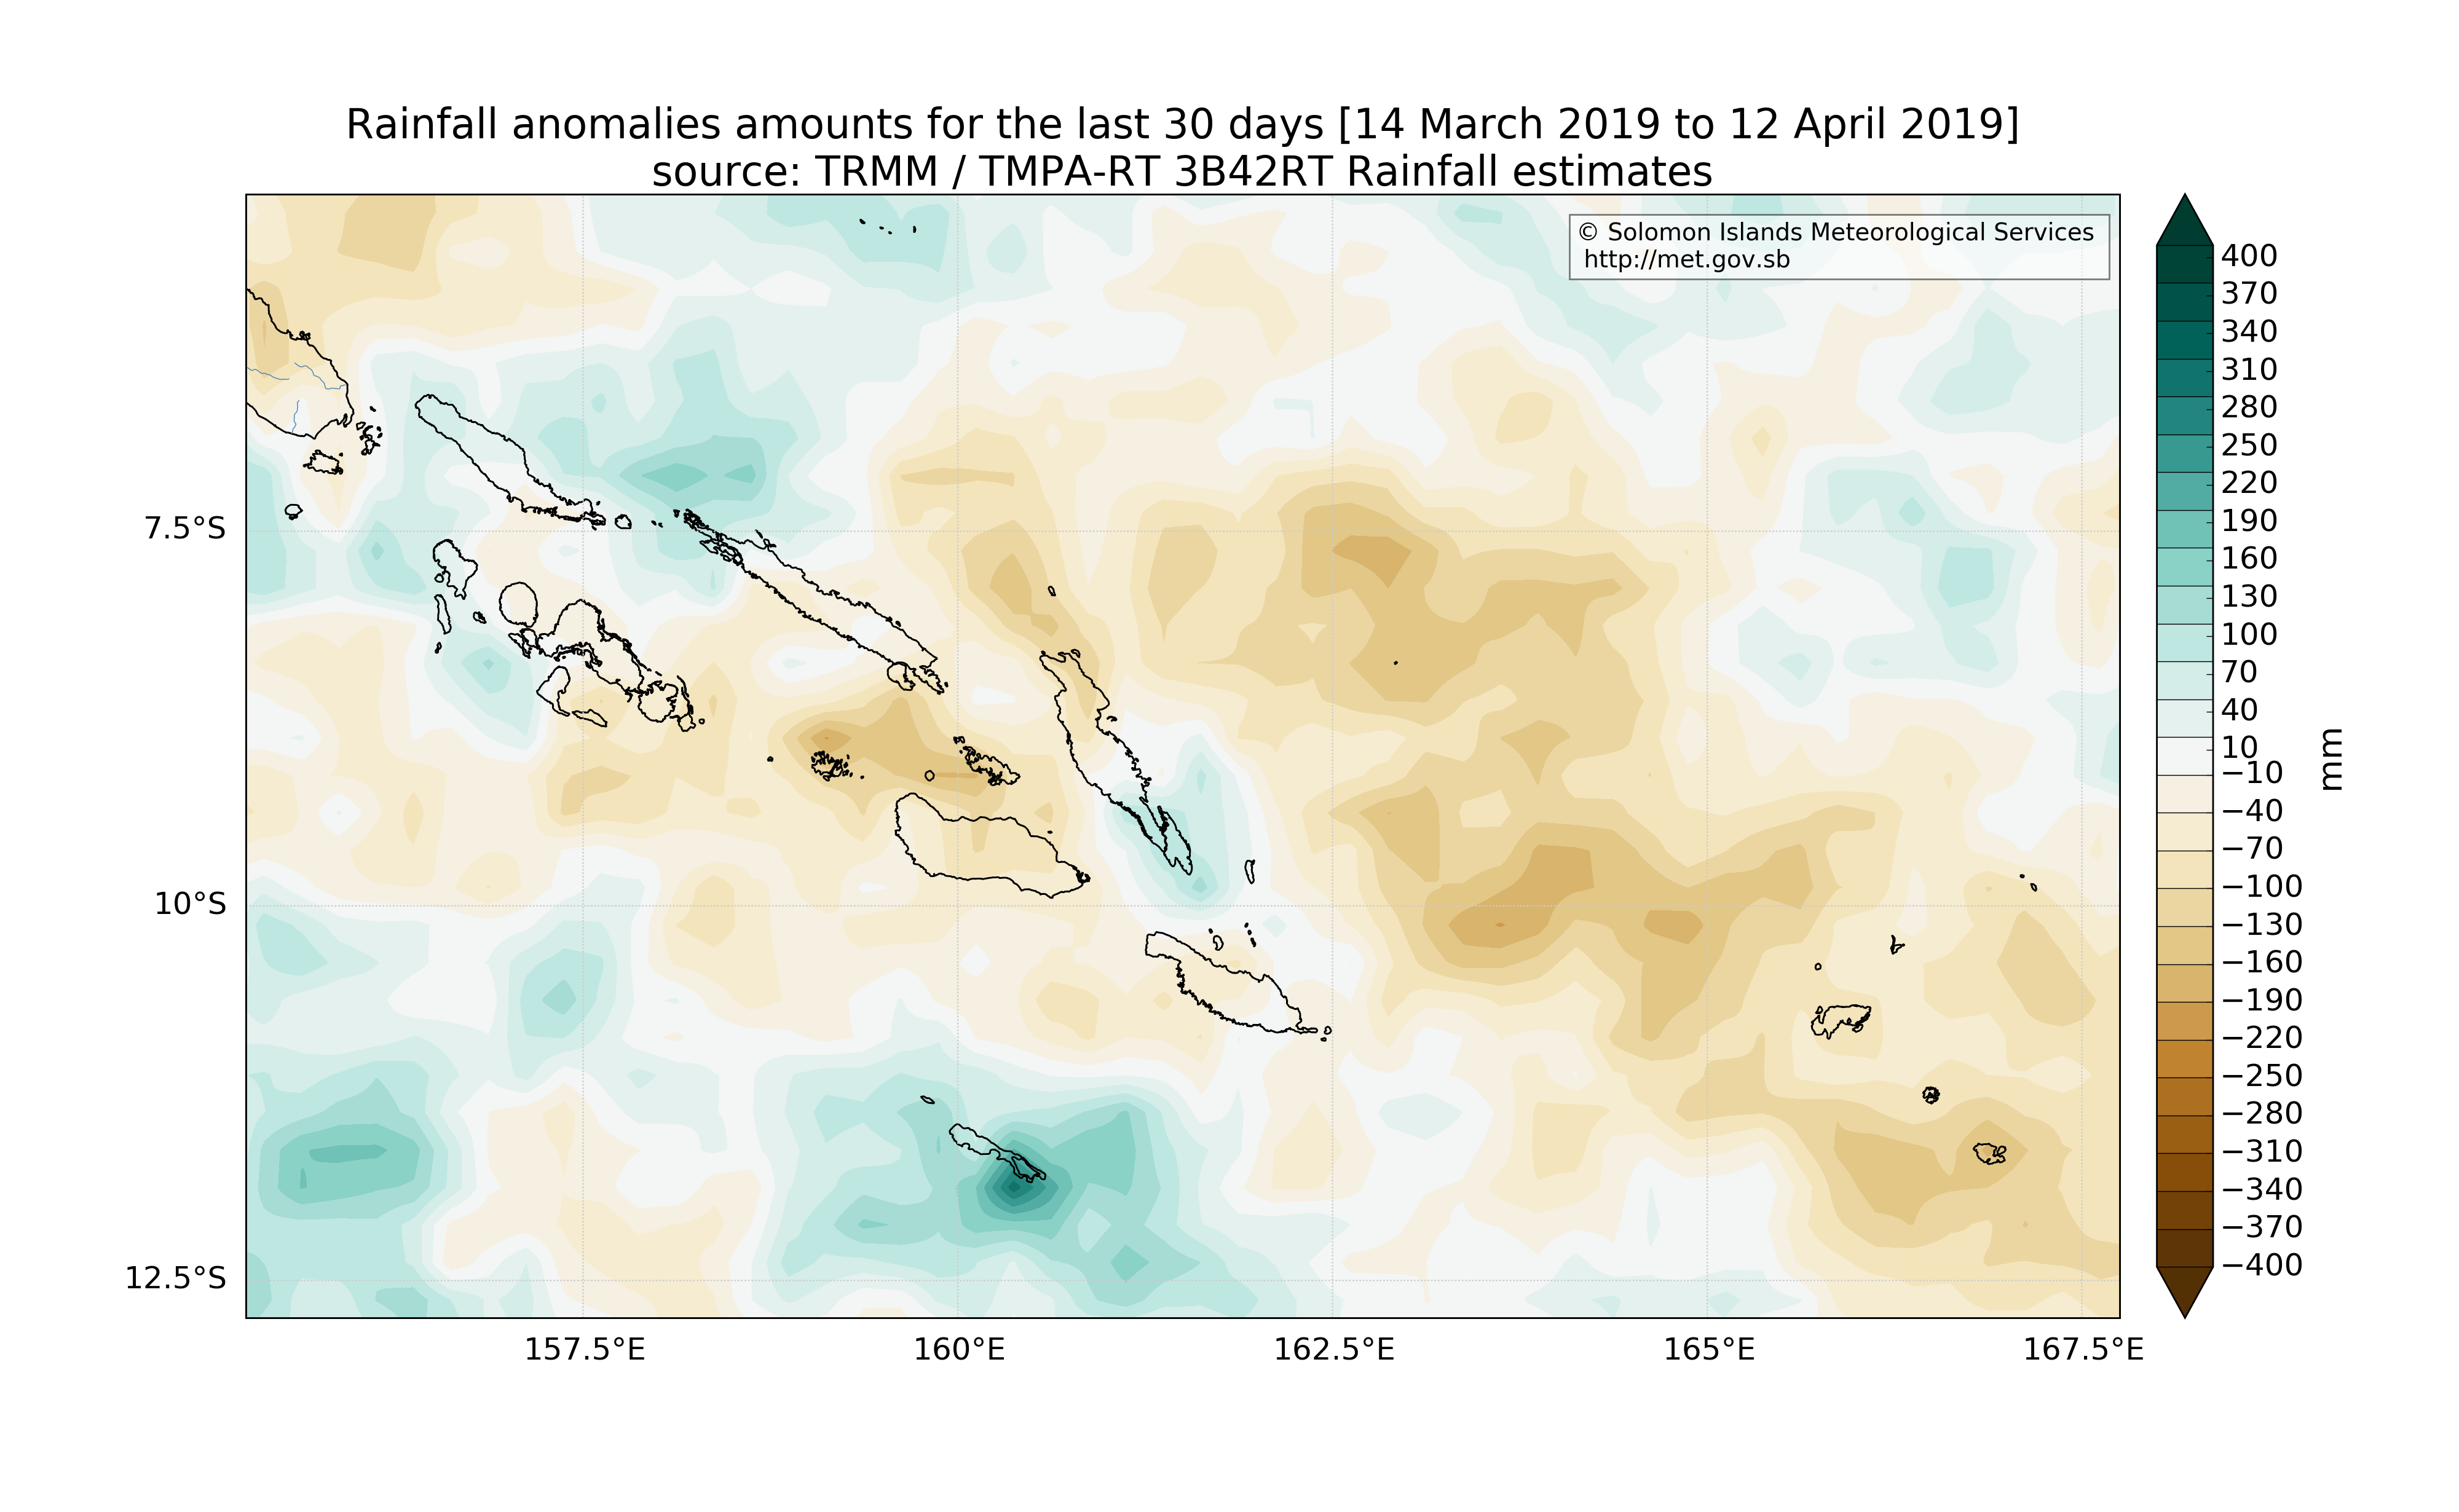 Rainfall anomalies amounts for the last 30 days [14 March 2019 to 12 April 2019]
source: TRMM / TMPA-RT 3B42RT Rainfall estimates
© Solomon Islands Meteorological Services
http://met.gov.sb
7.5°S
10°S
12.5°S
157.5°E
160°E
162.5°E
165°E
167.5°E
400
370
340
310
280
250
220
190
160
130
100
70
40
10
−10
−40
−70
−100
−130
−160
−190
−220
−250
−280
−310
−340
−370
−400
mm